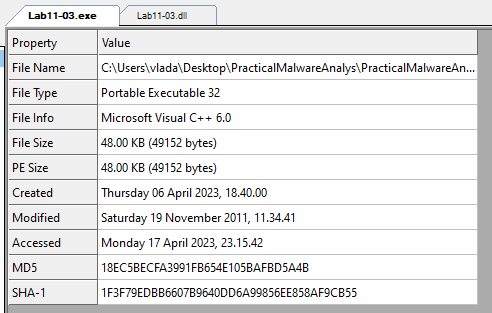 Lab11-03.exe Lab11-03.dll
Property Value
File Name C:\Users\vlada\Desktop\PracticalMalwareAnalys\PracticalMalwareAn...
File Type Portable Executable 32
File Info Microsoft Visual C++ 6.0
File Size 48.00 KB (49152 bytes)
PE Size 48.00 KB (49152 bytes)
Created Thursday 06 April 2023, 18.40.00
Modified Saturday 19 November 2011, 11.34.41
Accessed Monday 17 April 2023, 23.15.42
MD5 18EC5BECFA3991FB654E105BAFBD5A4B
SHA-1 1F3F79EDBB6607B9640DD6A99856EE858AF9CB55